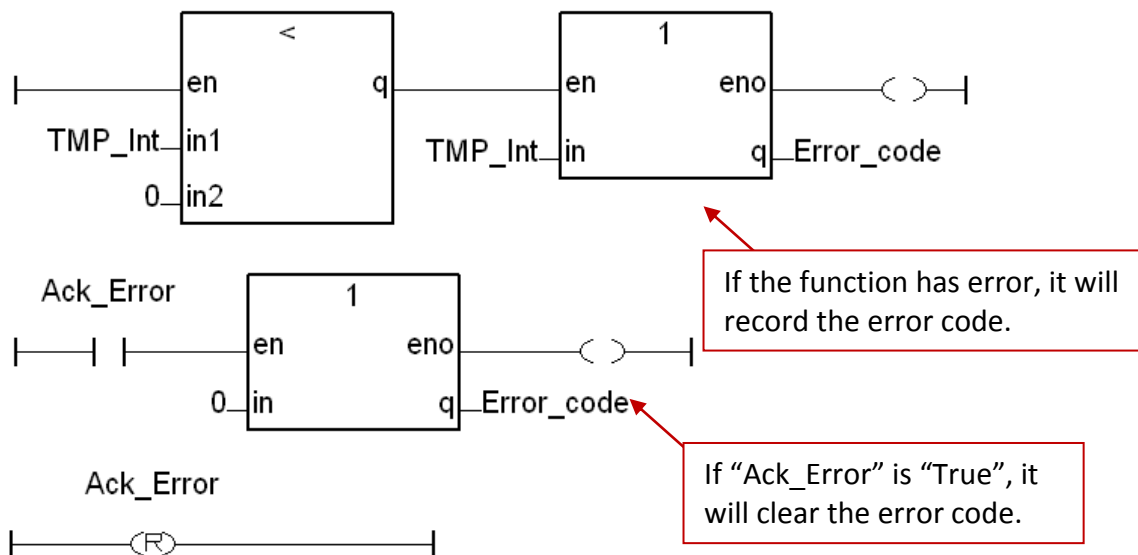 < 1
en q en eno
TMP_Int in1 TMP_Int in q Error_code
0 in2
If the function has error, it will
record the error code.
Ack_Error 1
en eno
0 in q Error_code
If “Ack_Error” is “True”, it
will clear the error code.
Ack_Error
R